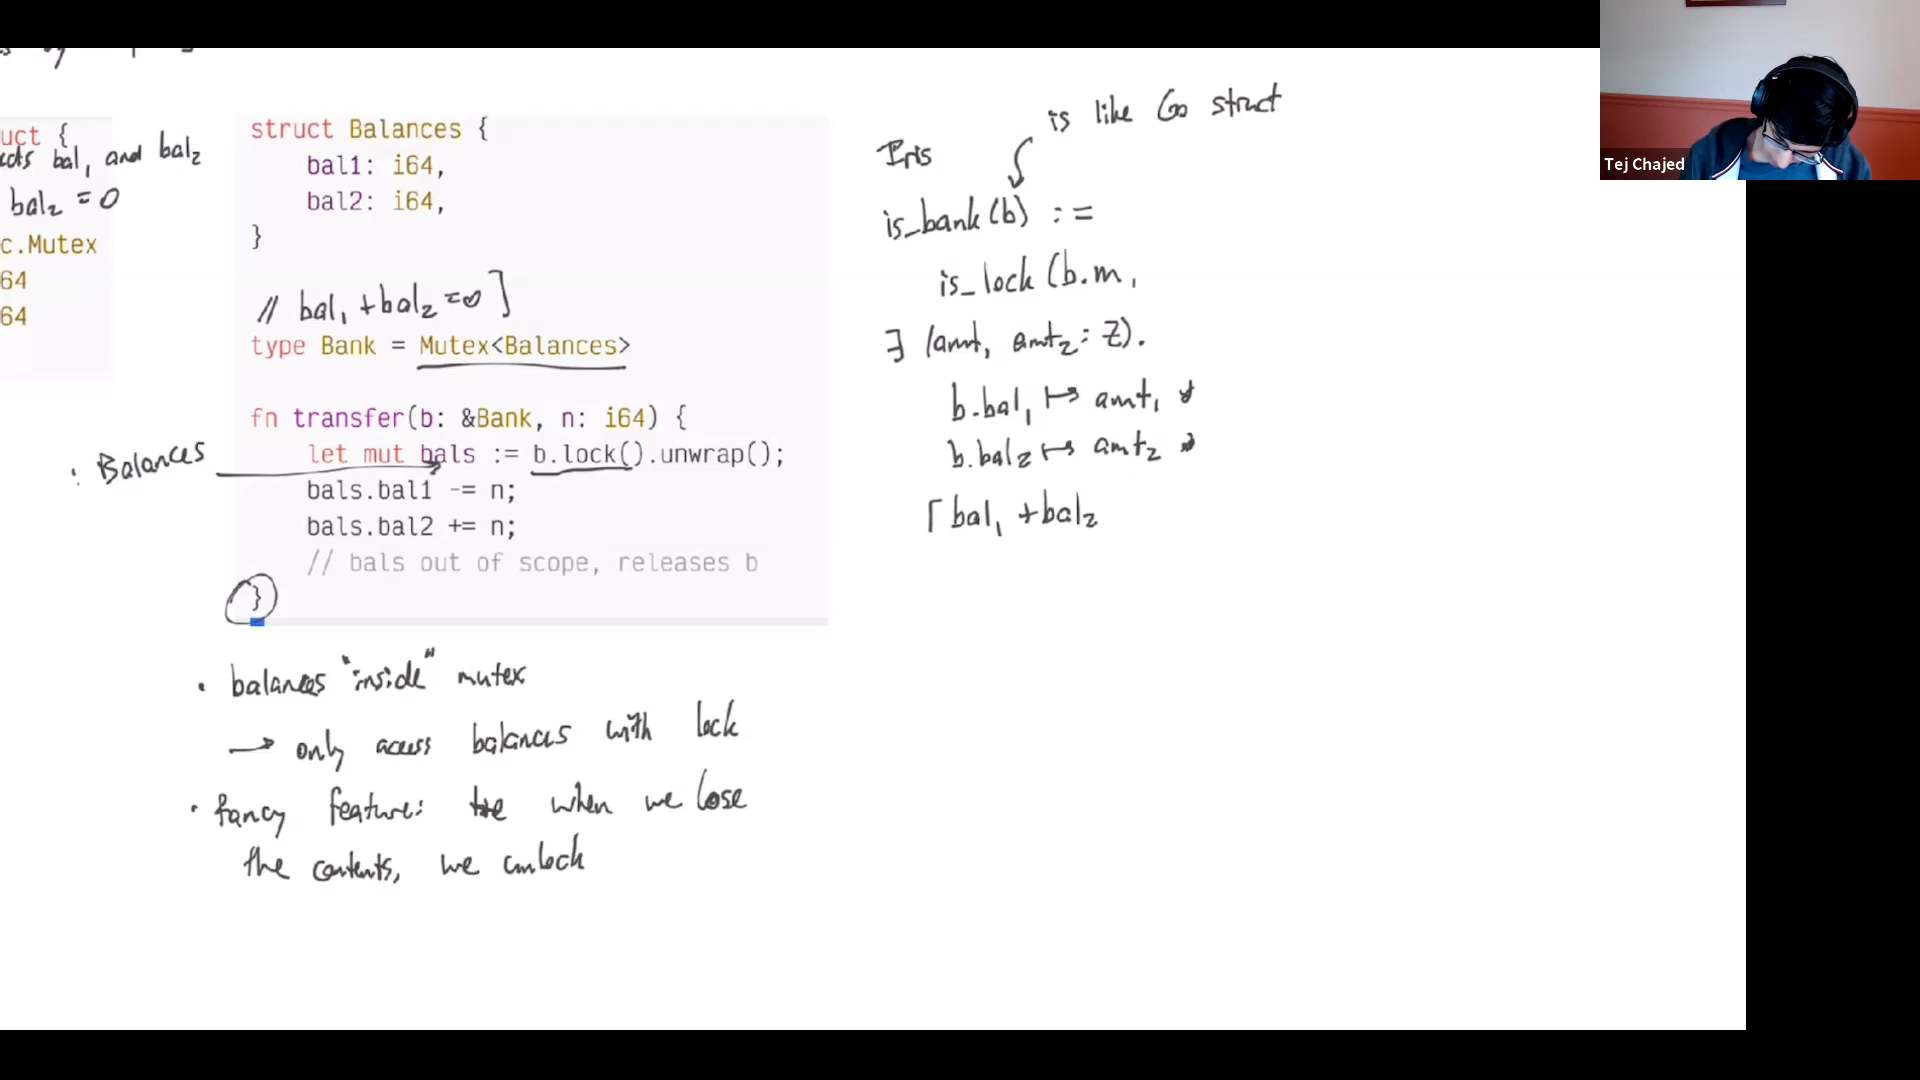 uct {
bal₁ and bal₂
bal₂ = 0
c.Mutex
64
64
struct Balances {
bal1: i64,
bal2: i64,
}
// bal₁ + bal₂ = 0 ]
type Bank = Mutex<Balances>
fn transfer(b: &Bank, n: i64) {
: Balances
let mut bals := b.lock().unwrap();
bals.bal1 -= n;
bals.bal2 += n;
// bals out of scope, releases b
}
• balances "inside" mutex
→ only access balances with lock
• fancy feature: when we lose
the contents, we unlock
is like Go struct
Iris
is_bank(b) :=
is_lock (b.m,
∃ (amt₁, amt₂ : Z).
b.bal₁ ↦ amt₁ *
b.bal₂ ↦ amt₂ *
⌈ bal₁ + bal₂
Tej Chajed